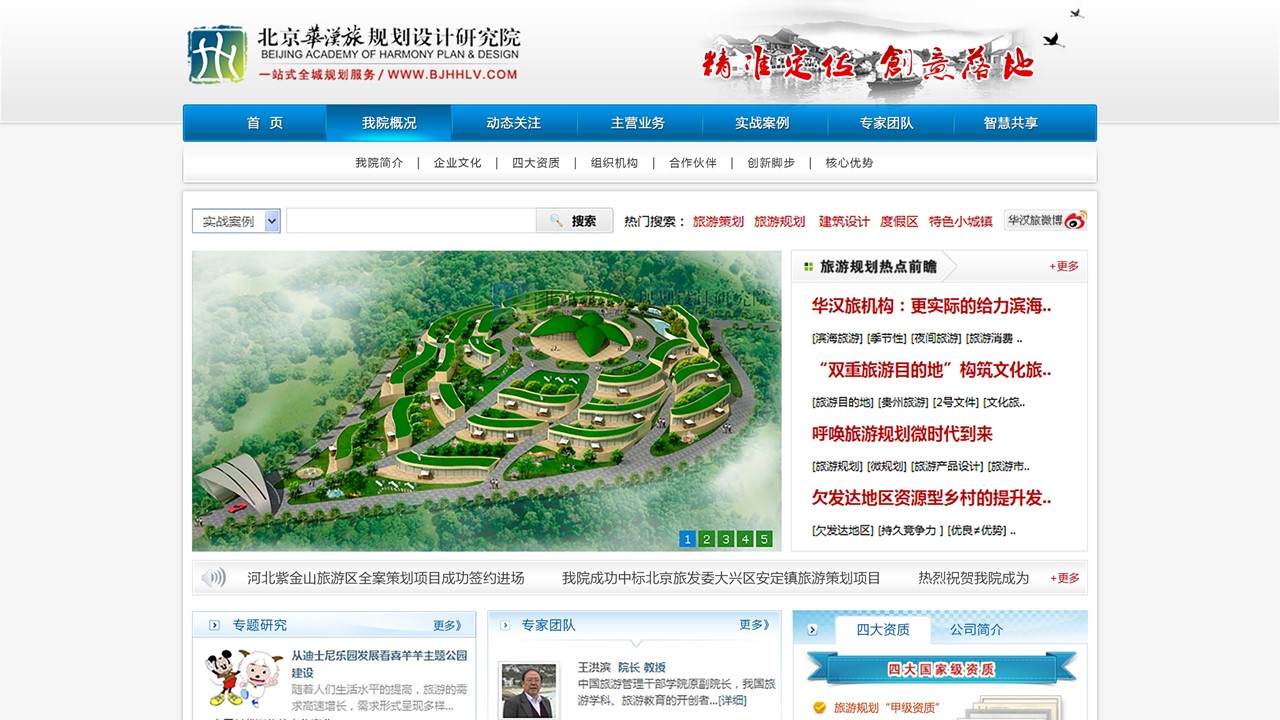 北京華漢旅规划设计研究院
BEIJING ACADEMY OF HARMONY PLAN & DESIGN
一站式全城规划服务 / WWW.BJHHLV.COM
精准定位 創意落地
首 页 我院概况 动态关注 主营业务 实战案例 专家团队 智慧共享
我院简介 | 企业文化 | 四大资质 | 组织机构 | 合作伙伴 | 创新脚步 | 核心优势
实战案例 搜索 热门搜索： 旅游策划 旅游规划 建筑设计 度假区 特色小城镇 华汉旅微博
旅游规划热点前瞻 +更多
华汉旅机构：更实际的给力滨海..
[滨海旅游] [季节性] [夜间旅游] [旅游消费 ..
“双重旅游目的地”构筑文化旅..
[旅游目的地] [贵州旅游] [2号文件] [文化旅..
呼唤旅游规划微时代到来
[旅游规划] [微规划] [旅游产品设计] [旅游市..
欠发达地区资源型乡村的提升发..
[欠发达地区] [持久竞争力 ] [优良≠优势] ..
1 2 3 4 5
河北紫金山旅游区全案策划项目成功签约进场 我院成功中标北京旅发委大兴区安定镇旅游策划项目 热烈祝贺我院成为 +更多
专题研究 更多》
从迪士尼乐园发展看喜羊羊主题公园
建设
随着人们生活水平的提高，旅游的需
求高速增长，需求形式呈现多样...
专家团队 更多》
王洪滨 院长 教授
中国旅游管理干部学院原副院长，我国旅
游学科、旅游教育的开创者...[详细]
四大资质 公司简介
四大国家级资质
旅游规划“甲级资质”